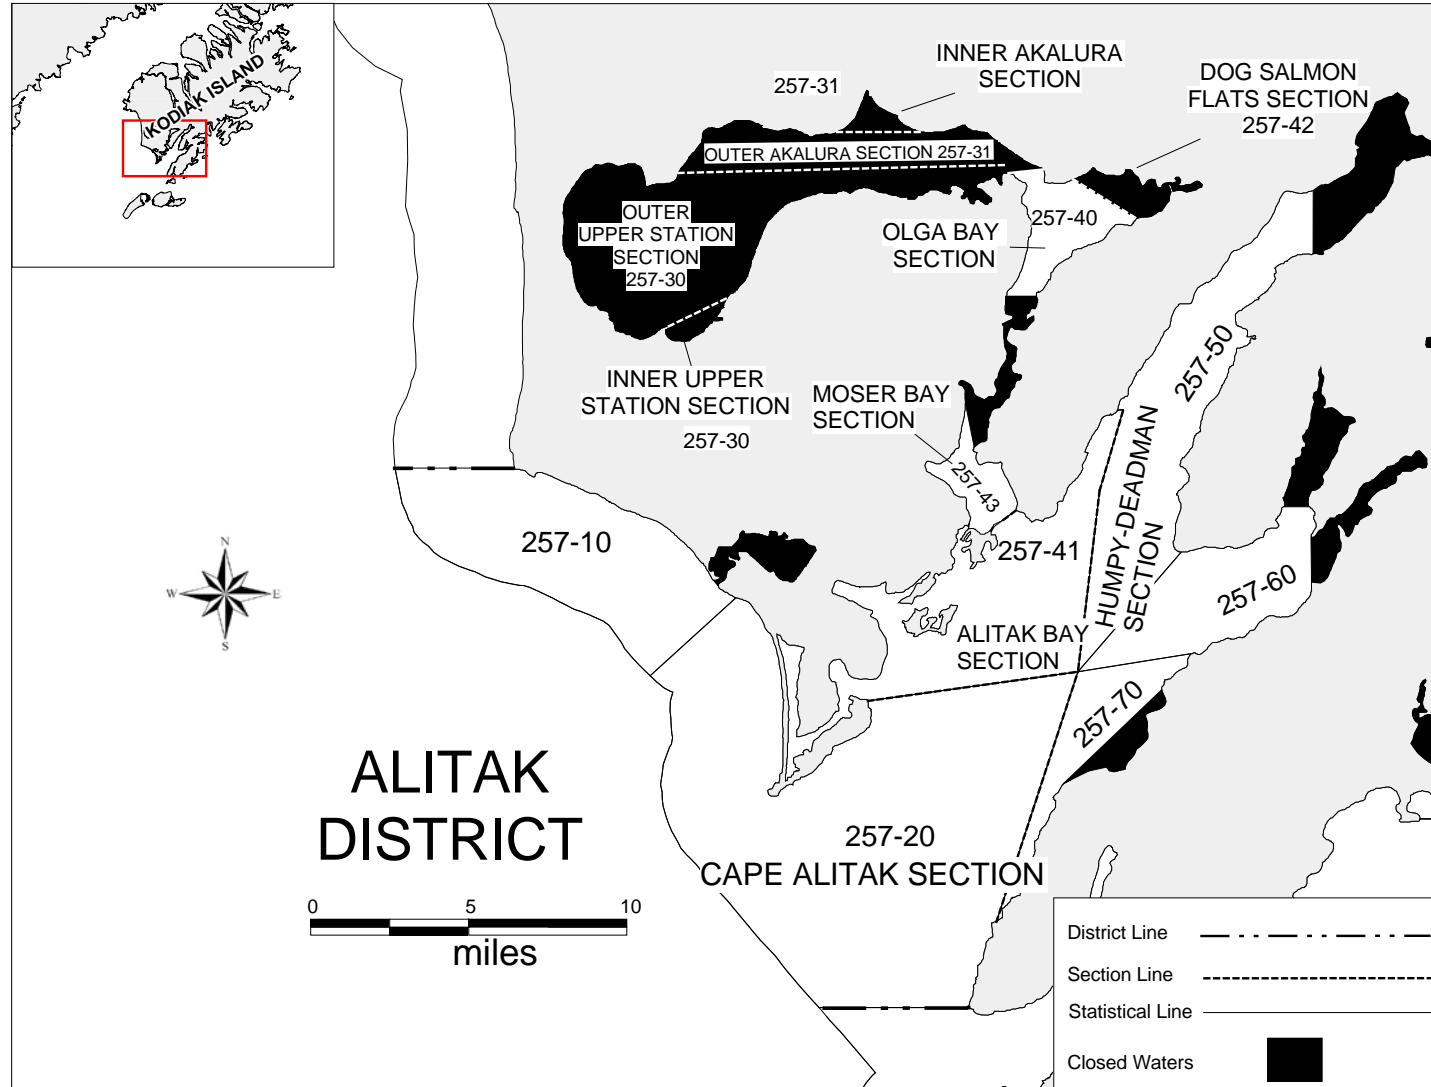 KODIAK ISLAND
INNER AKALURA
SECTION
257-31
DOG SALMON
FLATS SECTION
257-42
OUTER AKALURA SECTION 257-31
OUTER
UPPER STATION
SECTION
257-30
257-40
OLGA BAY
SECTION
INNER UPPER
STATION SECTION
257-30
MOSER BAY
SECTION
257-43
257-50
HUMPY-DEADMAN
SECTION
257-10
257-41
257-60
ALITAK BAY
SECTION
257-70
N
W
E
S
ALITAK
DISTRICT
257-20
CAPE ALITAK SECTION
0
5
10
miles
District Line
Section Line
Statistical Line
Closed Waters